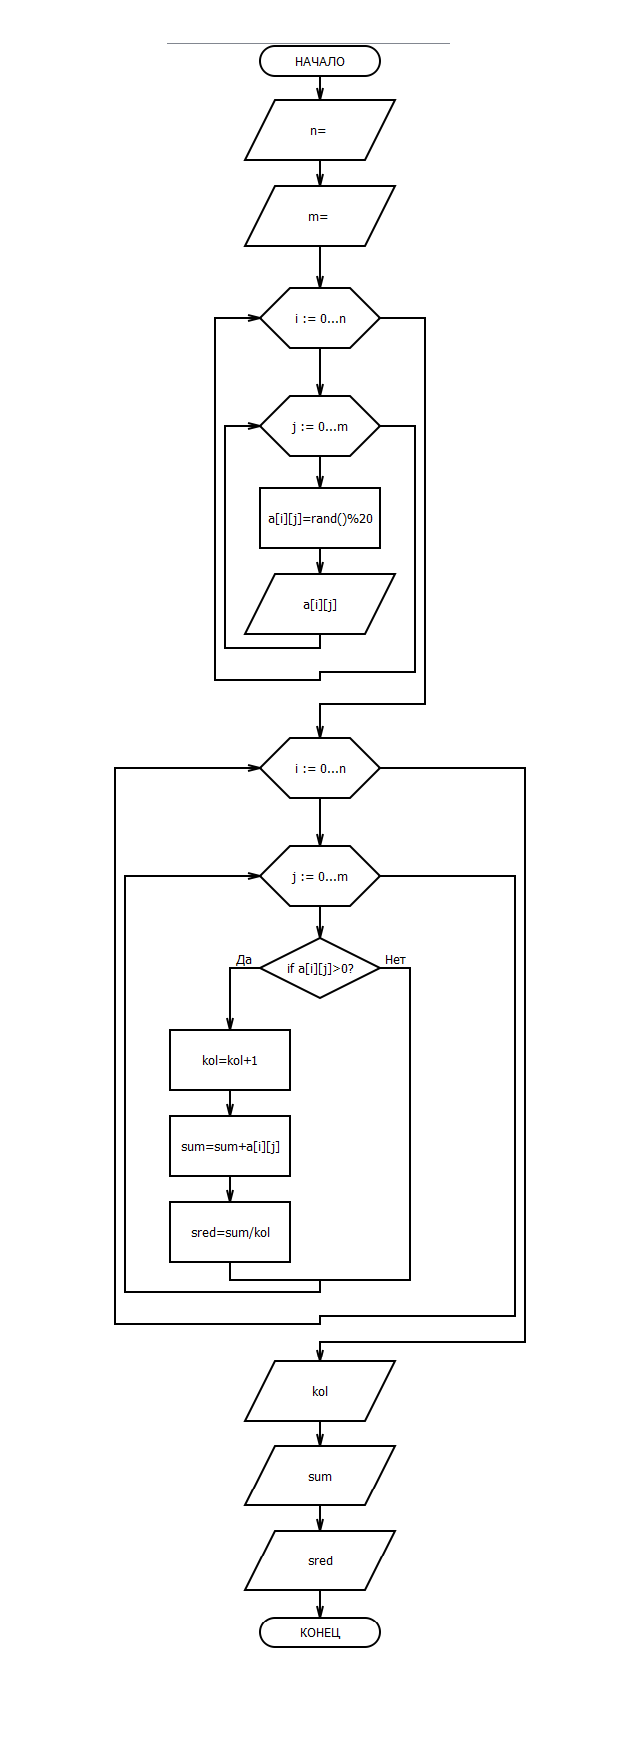 НАЧАЛО
n=
m=
i := 0...n
j := 0...m
a[i][j]=rand()%20
a[i][j]
i := 0...n
j := 0...m
Да
if a[i][j]>0?
Нет
kol=kol+1
sum=sum+a[i][j]
sred=sum/kol
kol
sum
sred
КОНЕЦ